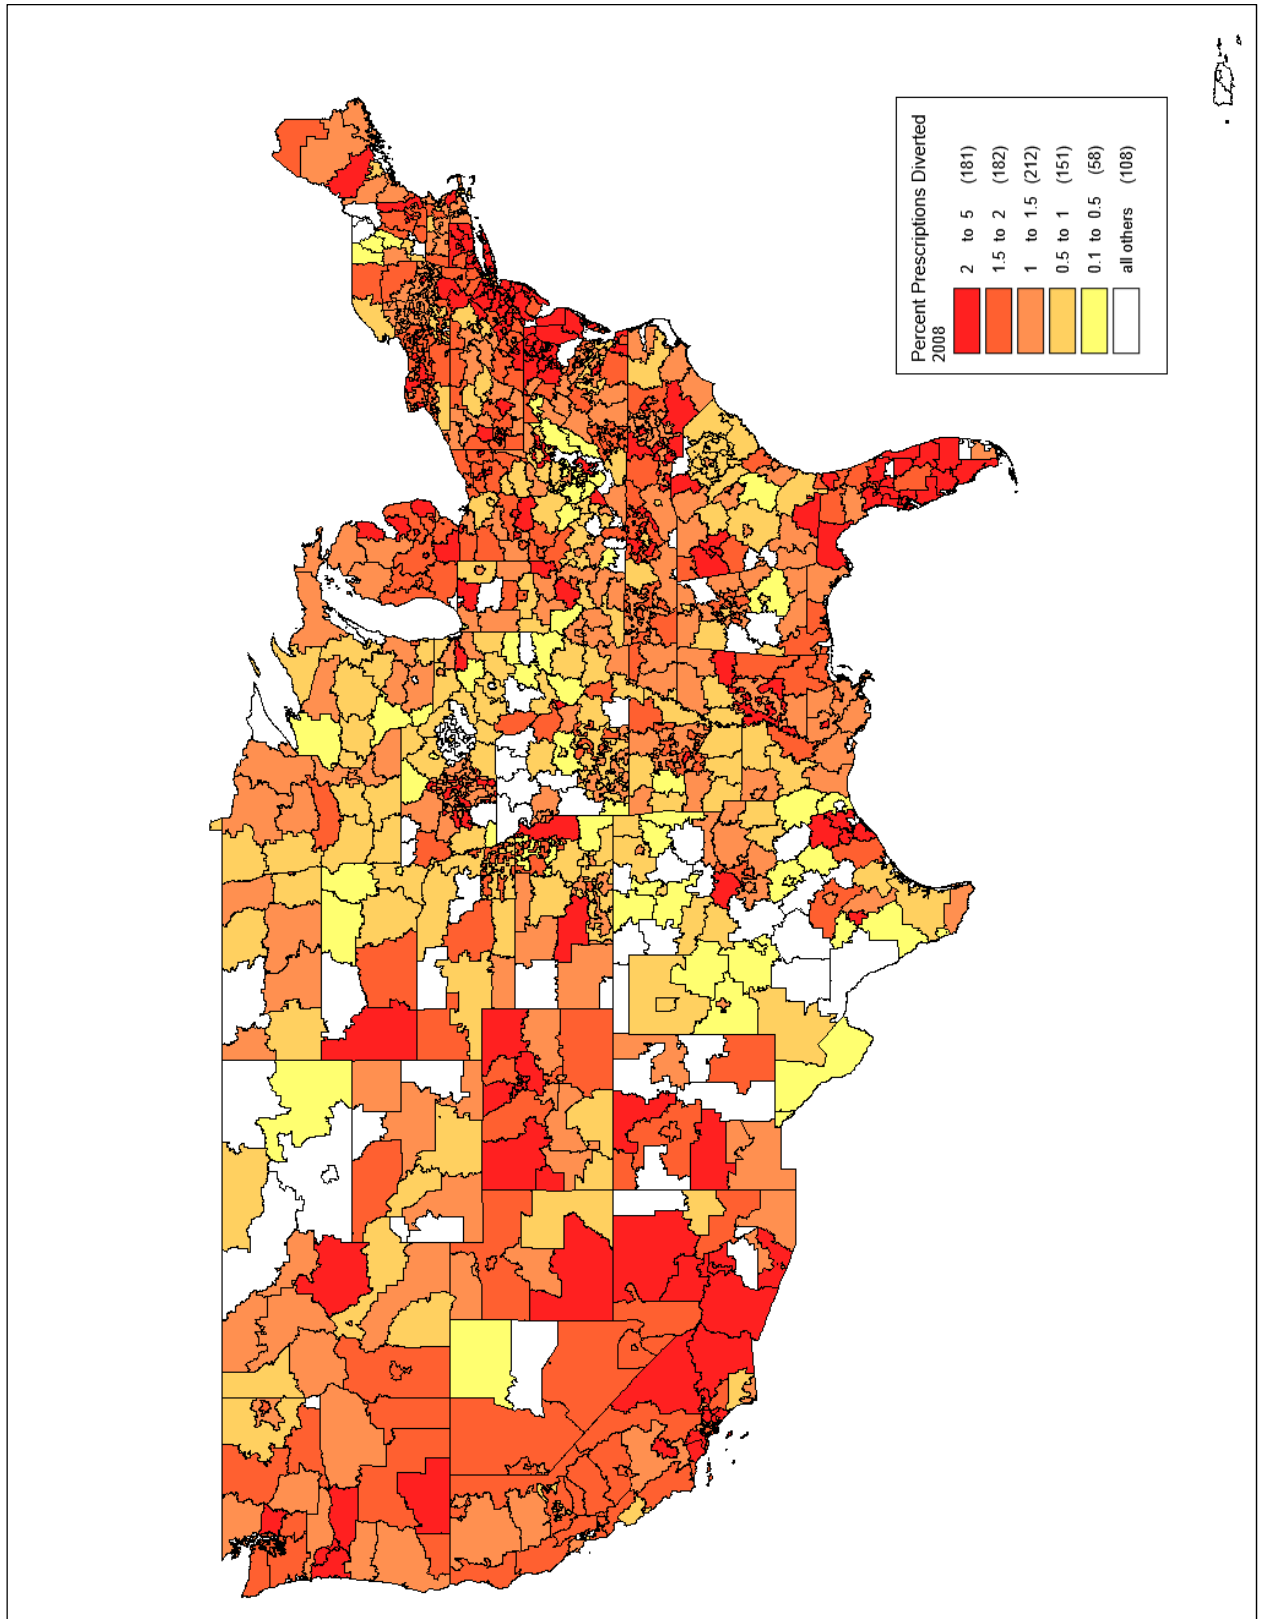 Percent Prescriptions Diverted
2008
2 to 5 (181)
1.5 to 2 (182)
1 to 1.5 (212)
0.5 to 1 (151)
0.1 to 0.5 (58)
all others (108)